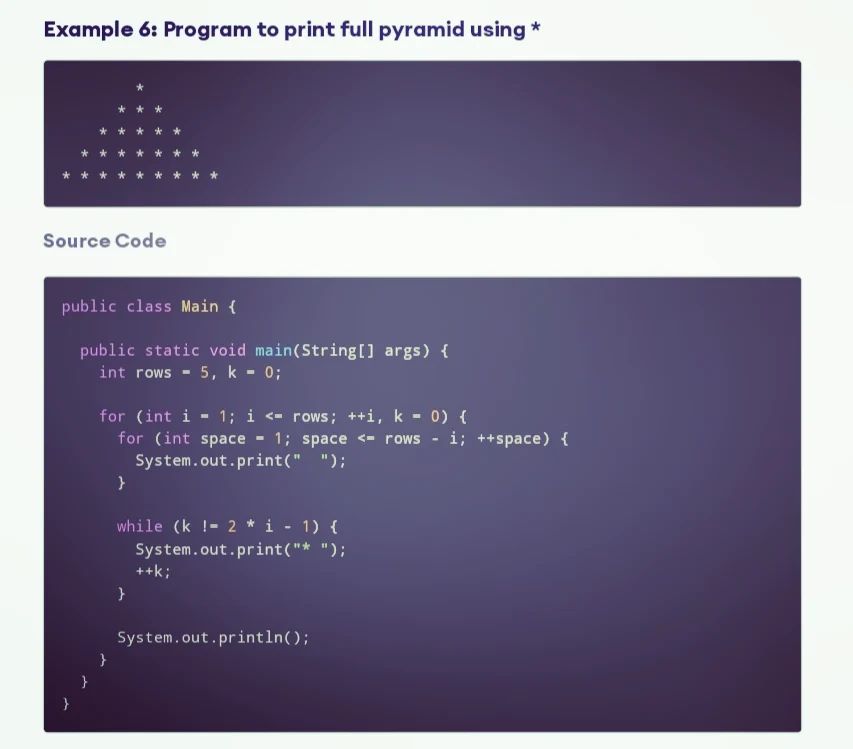 Example 6: Program to print full pyramid using *
        *
      * * *
    * * * * *
  * * * * * * *
* * * * * * * * *
Source Code
public class Main {
  public static void main(String[] args) {
    int rows = 5, k = 0;
    for (int i = 1; i <= rows; ++i, k = 0) {
      for (int space = 1; space <= rows - i; ++space) {
        System.out.print("  ");
      }
      while (k != 2 * i - 1) {
        System.out.print("* ");
        ++k;
      }
      System.out.println();
    }
  }
}